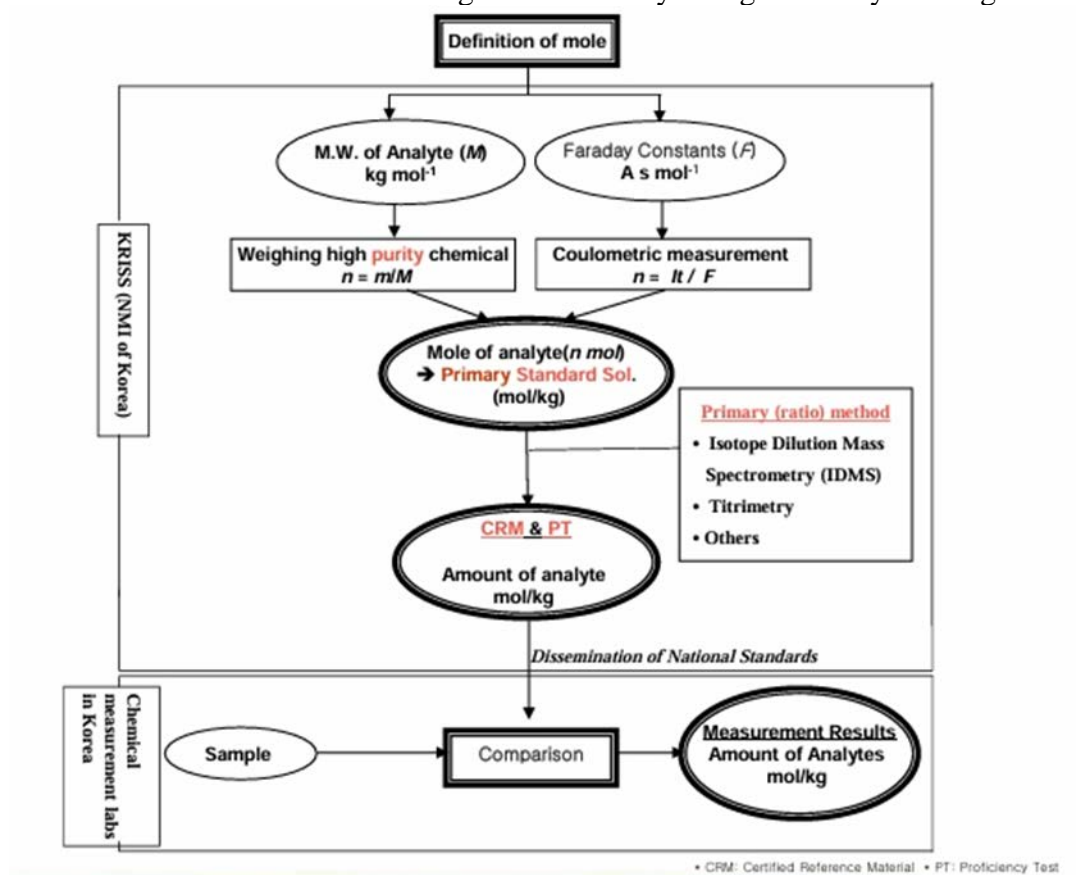 Definition of mole
M.W. of Analyte (M)
kg mol-1
Faraday Constants (F)
A s mol-1
KRISS (NMI of Korea)
Weighing high purity chemical
n = m/M
Coulometric measurement
n = It / F
Mole of analyte(n mol)
➔ Primary Standard Sol.
(mol/kg)
Primary (ratio) method
• Isotope Dilution Mass
Spectrometry (IDMS)
• Titrimetry
• Others
CRM & PT
Amount of analyte
mol/kg
Dissemination of National Standards
Chemical
measurement labs
in Korea
Sample
Comparison
Measurement Results
Amount of Analytes
mol/kg
• CRM: Certified Reference Material • PT: Proficiency Test